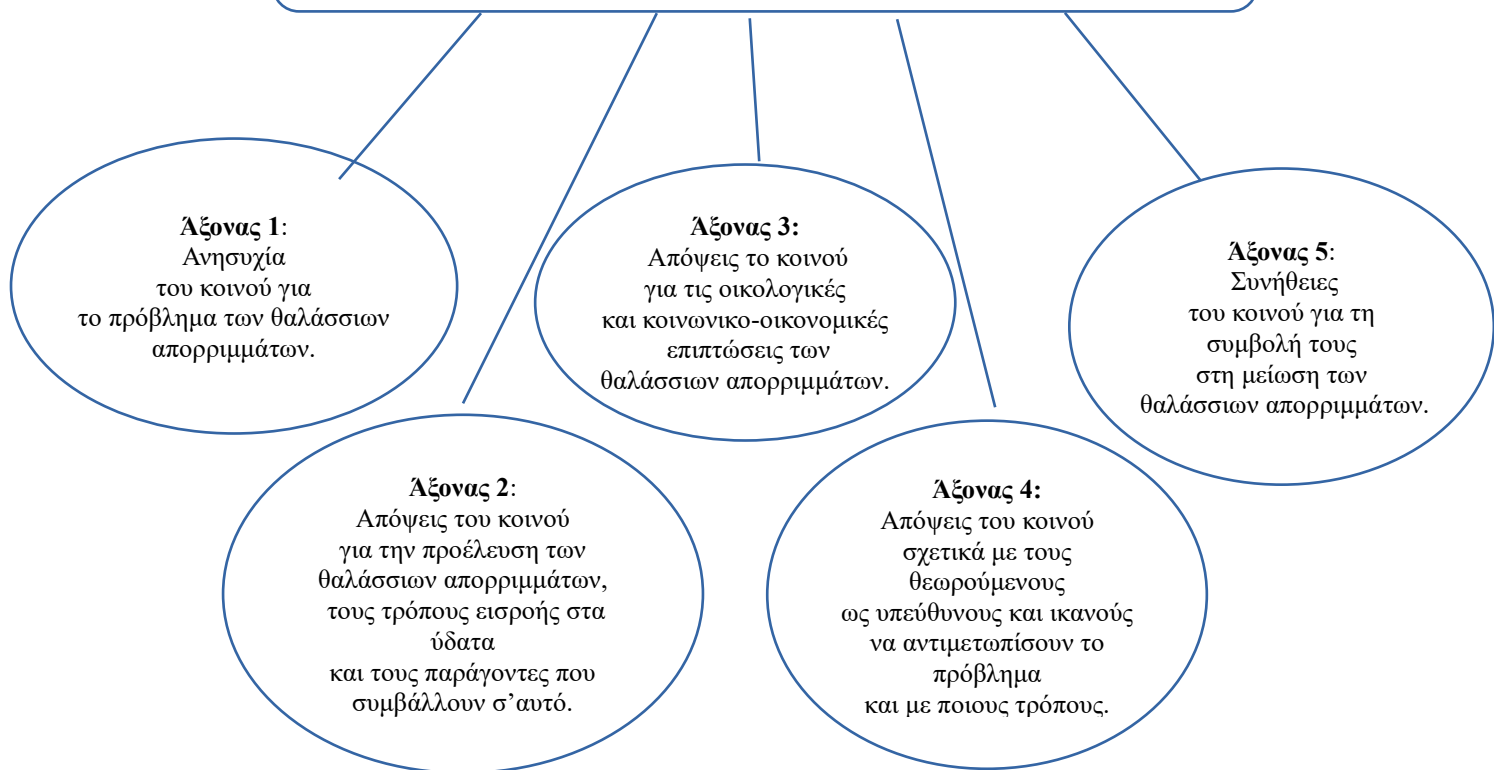 Άξονας 1:
Ανησυχία
του κοινού για
το πρόβλημα των θαλάσσιων
απορριμμάτων.
Άξονας 2:
Απόψεις του κοινού
για την προέλευση των
θαλάσσιων απορριμμάτων,
τους τρόπους εισροής στα
ύδατα
και τους παράγοντες που
συμβάλλουν σ’αυτό.
Άξονας 3:
Απόψεις το κοινού
για τις οικολογικές
και κοινωνικο-οικονομικές
επιπτώσεις των
θαλάσσιων απορριμμάτων.
Άξονας 4:
Απόψεις του κοινού
σχετικά με τους
θεωρούμενους
ως υπεύθυνους και ικανούς
να αντιμετωπίσουν το
πρόβλημα
και με ποιους τρόπους.
Άξονας 5:
Συνήθειες
του κοινού για τη
συμβολή τους
στη μείωση των
θαλάσσιων απορριμμάτων.